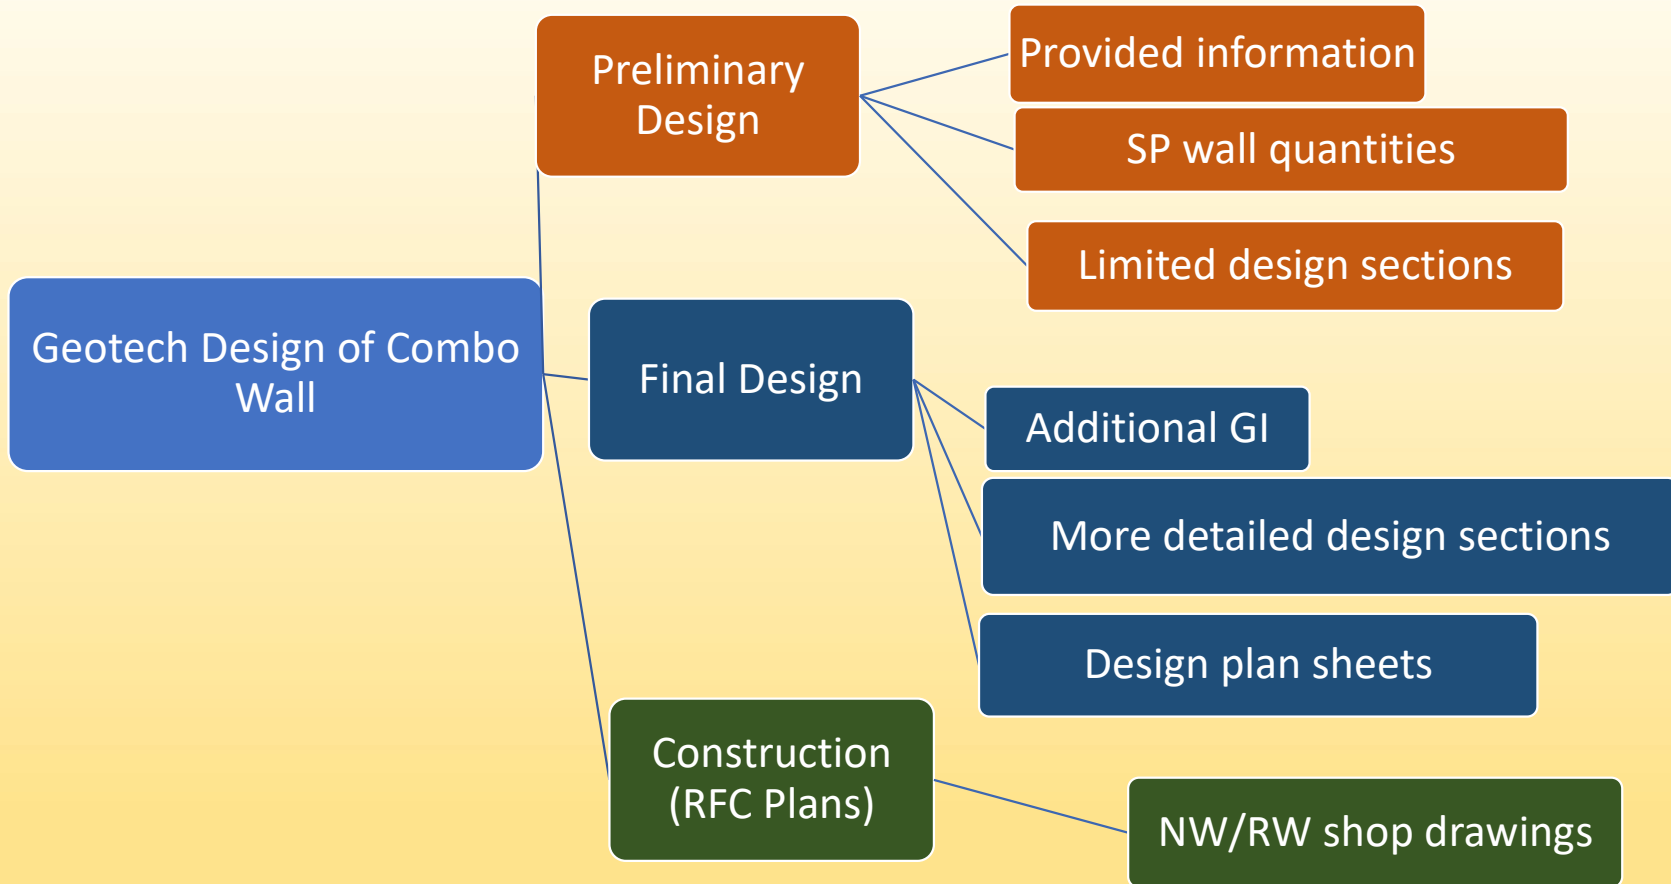 Geotech Design of Combo
Wall
Preliminary
Design
Provided information
SP wall quantities
Limited design sections
Final Design
Additional GI
More detailed design sections
Design plan sheets
Construction
(RFC Plans)
NW/RW shop drawings